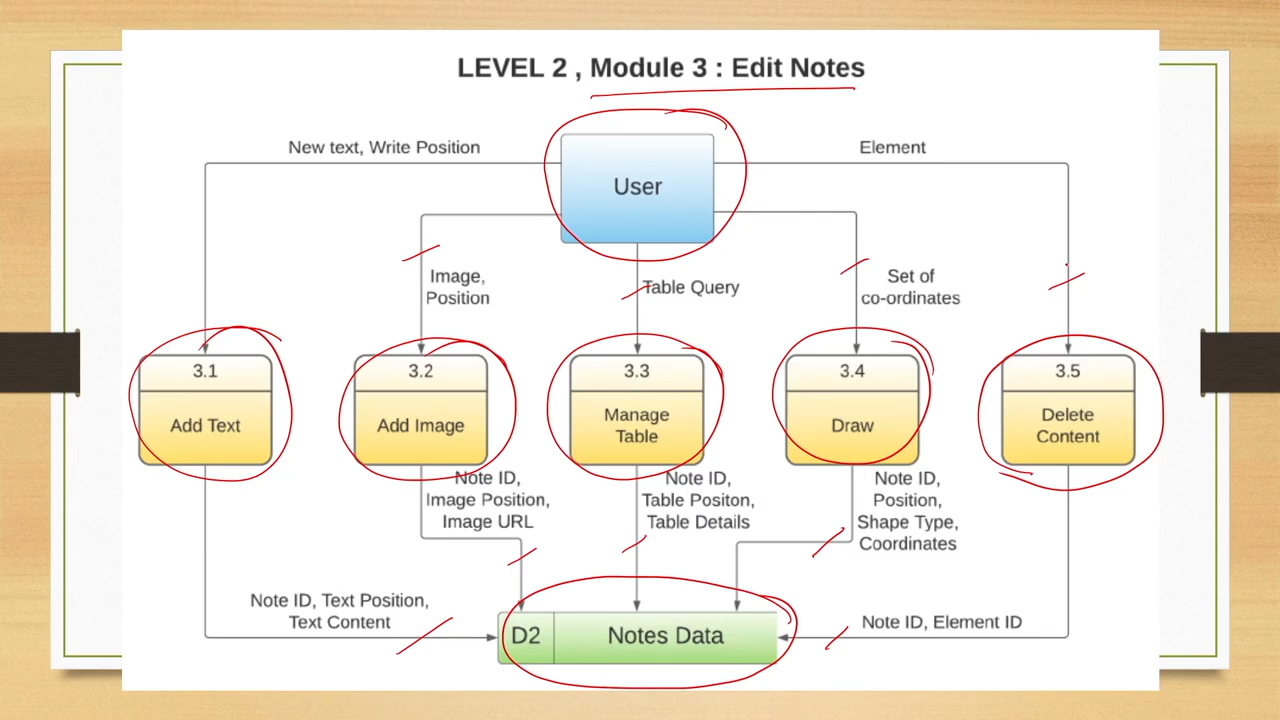 LEVEL 2 , Module 3 : Edit Notes
New text, Write Position
User
Element
Image,
Position
Table Query
Set of
co-ordinates
3.1
Add Text
3.2
Add Image
3.3
Manage
Table
3.4
Draw
3.5
Delete
Content
Note ID,
Image Position,
Image URL
Note ID,
Table Positon,
Table Details
Note ID,
Position,
Shape Type,
Coordinates
Note ID, Text Position,
Text Content
D2
Notes Data
Note ID, Element ID